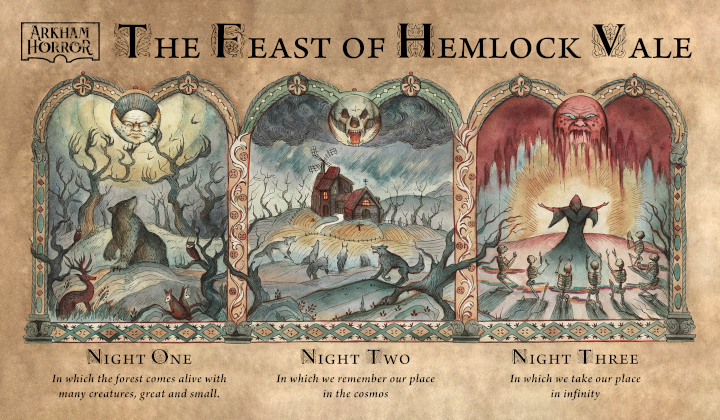 ARKHAM
HORROR
THE FEAST OF HEMLOCK VALE
NIGHT ONE
In which the forest comes alive with
many creatures, great and small.
NIGHT TWO
In which we remember our place
in the cosmos
NIGHT THREE
In which we take our place
in infinity